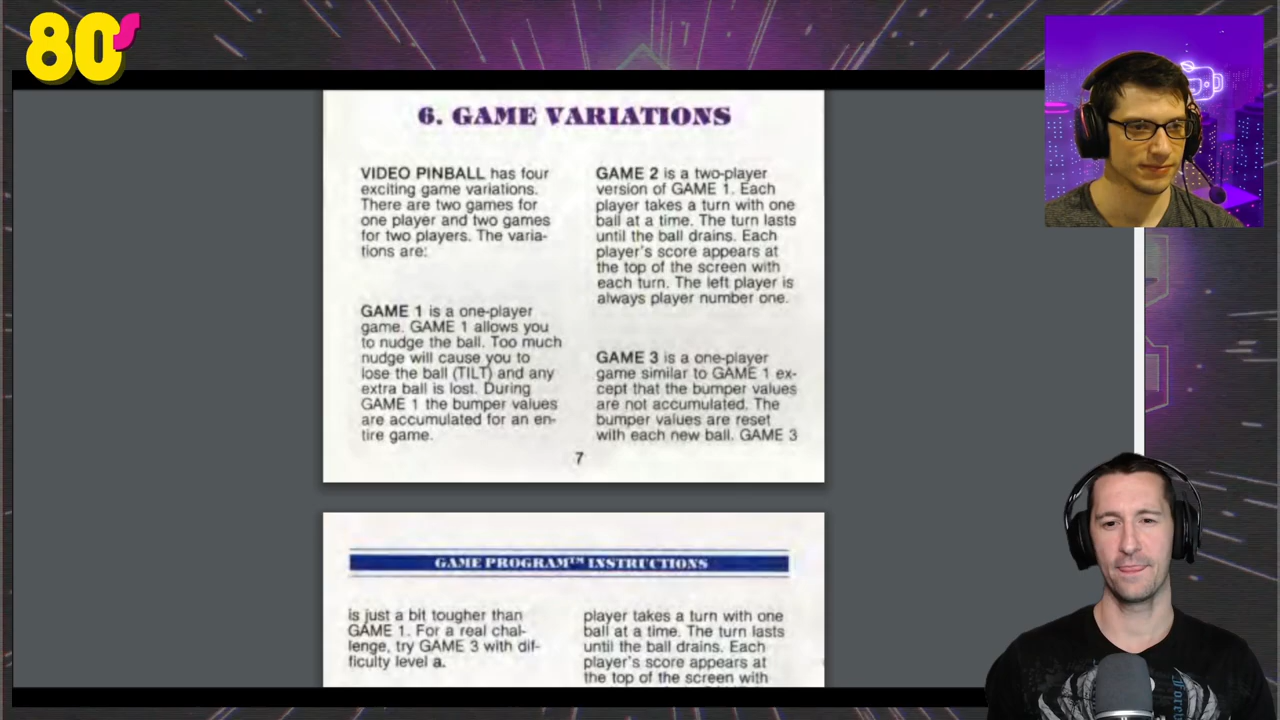 80's
6. GAME VARIATIONS
VIDEO PINBALL has four
exciting game variations.
There are two games for
one player and two games
for two players. The varia-
tions are:
GAME 1 is a one-player
game. GAME 1 allows you
to nudge the ball. Too much
nudge will cause you to
lose the ball (TILT) and any
extra ball is lost. During
GAME 1 the bumper values
are accumulated for an en-
tire game.
GAME 2 is a two-player
version of GAME 1. Each
player takes a turn with one
ball at a time. The turn lasts
until the ball drains. Each
player's score appears at
the top of the screen with
each turn. The left player is
always player number one.
GAME 3 is a one-player
game similar to GAME 1 ex-
cept that the bumper values
are not accumulated. The
bumper values are reset
with each new ball. GAME 3
7
GAME PROGRAM™ INSTRUCTIONS
is just a bit tougher than
GAME 1. For a real chal-
lenge, try GAME 3 with dif-
ficulty level a.
player takes a turn with one
ball at a time. The turn lasts
until the ball drains. Each
player's score appears at
the top of the screen with